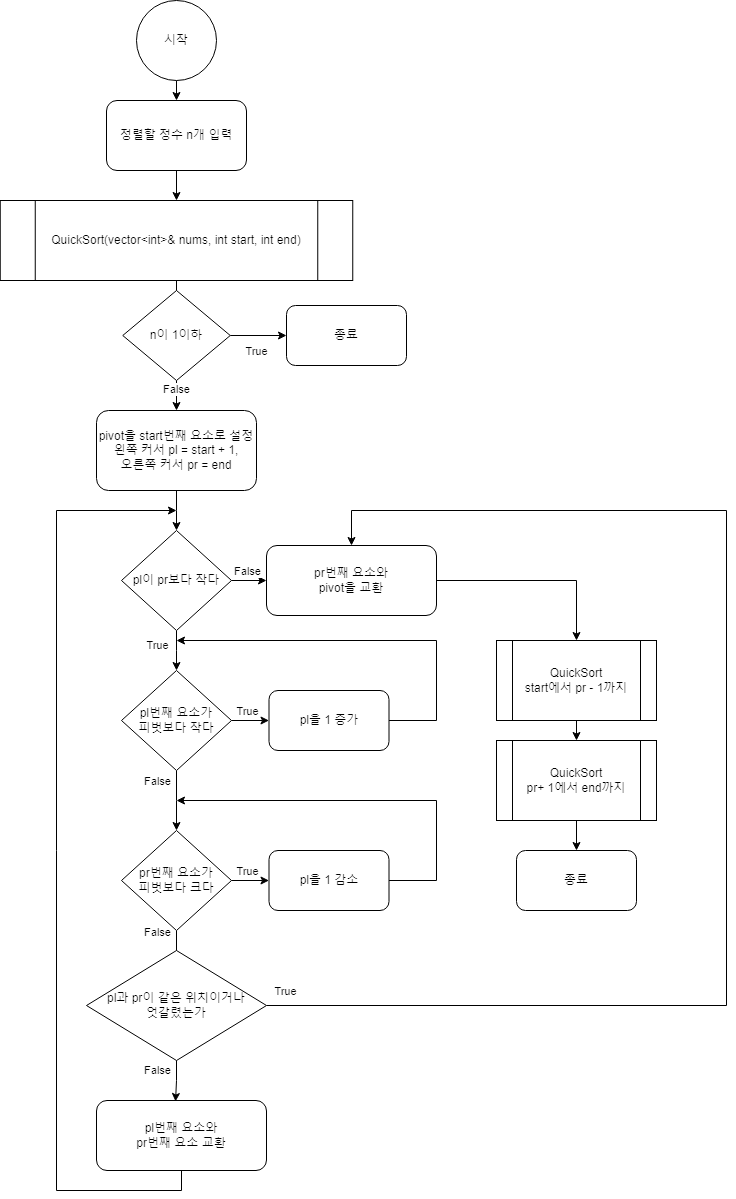 시작
정렬할 정수 n개 입력
QuickSort(vector<int>& nums, int start, int end)
n이 1이하
True
종료
False
pivot을 start번째 요소로 설정
왼쪽 커서 pl = start + 1,
오른쪽 커서 pr = end
pl이 pr보다 작다
False
pr번째 요소와
pivot을 교환
True
QuickSort
start에서 pr - 1까지
pl번째 요소가
피벗보다 작다
True
pl을 1 증가
False
QuickSort
pr+ 1에서 end까지
pr번째 요소가
피벗보다 크다
True
pl을 1 감소
종료
False
pl과 pr이 같은 위치이거나
엇갈렸는가
True
False
pl번째 요소와
pr번째 요소 교환